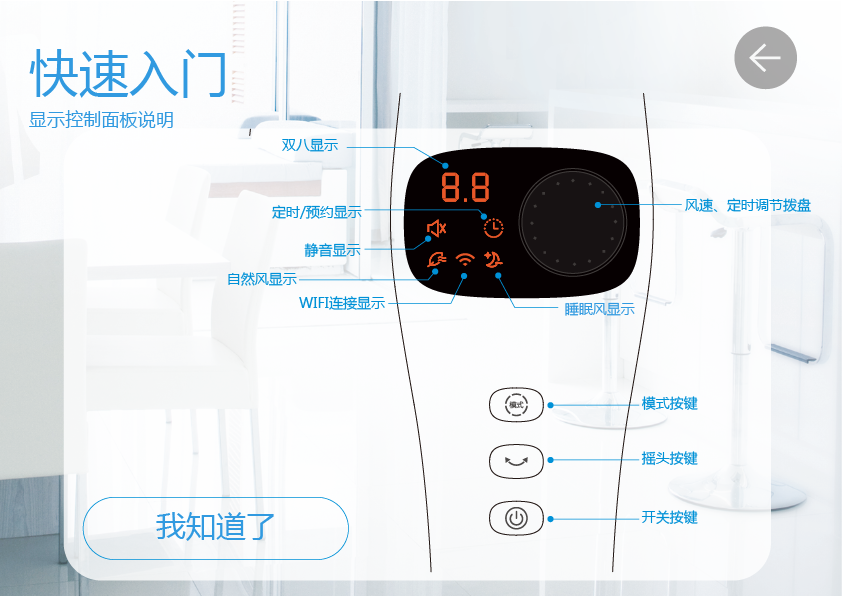 快速入门
显示控制面板说明
双八显示
8.8
定时/预约显示
风速、定时调节拨盘
静音显示
自然风显示
WIFI连接显示
睡眠风显示
模式
模式按键
摇头按键
开关按键
我知道了